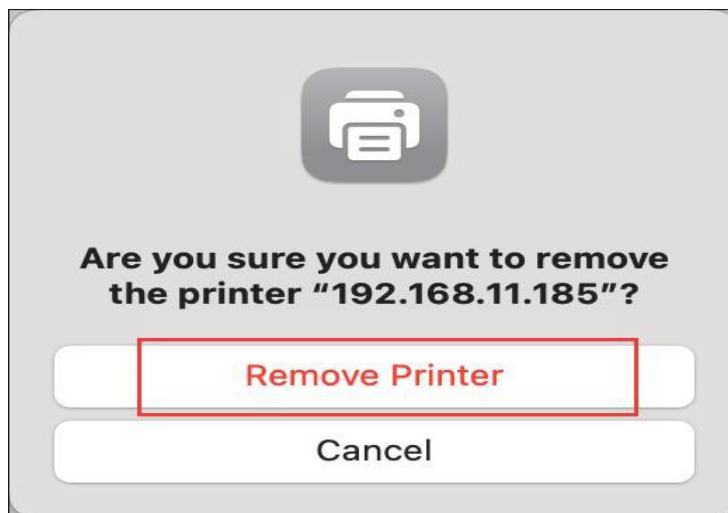 Are you sure you want to remove
the printer “192.168.11.185”?
Remove Printer
Cancel